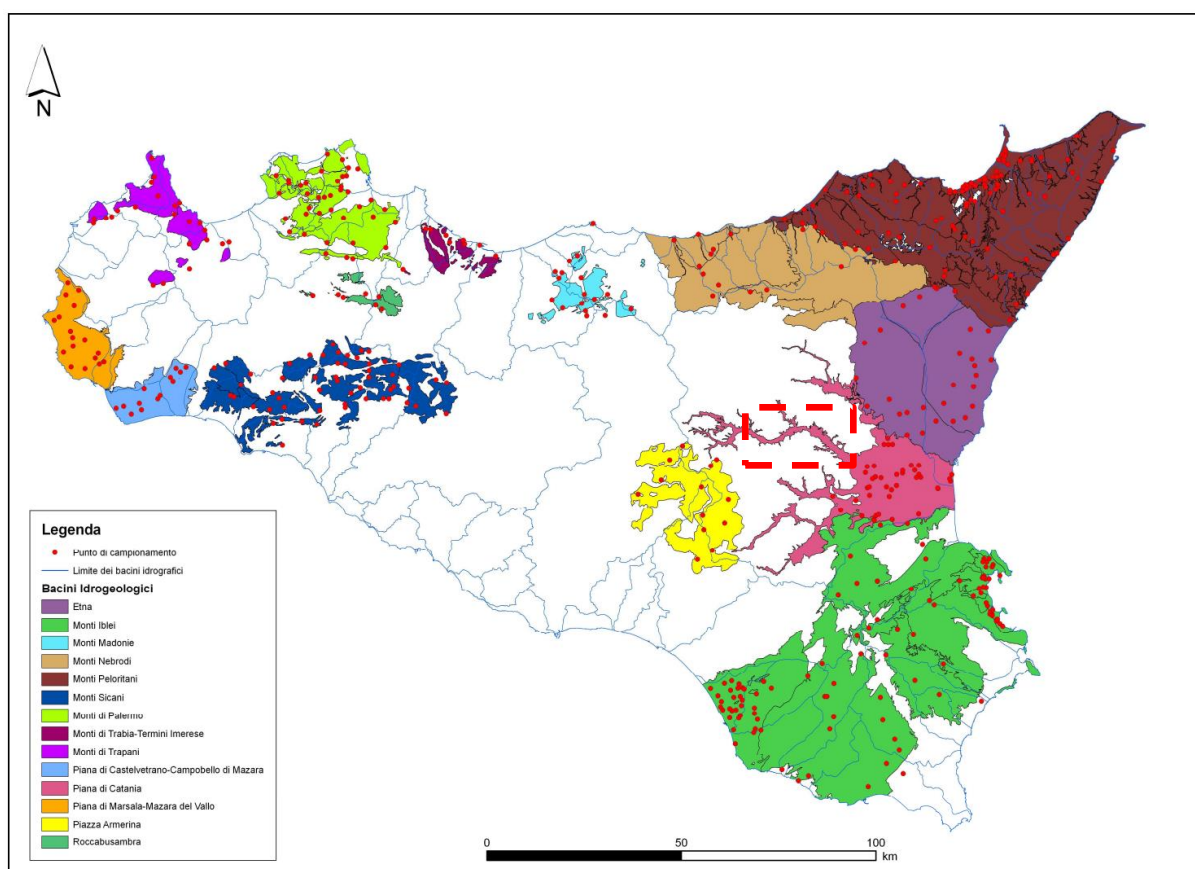 N
Legenda
Punto di campionamento
Limite dei bacini idrografici
Bacini Idrogeologici
Etna
Monti Iblei
Monti Madonie
Monti Nebrodi
Monti Peloritani
Monti Sicani
Monti di Palermo
Monti di Trabia-Termini Imerese
Monti di Trapani
Piana di Castelvetrano-Campobello di Mazara
Piana di Catania
Piana di Marsala-Mazara del Vallo
Piazza Armerina
Roccabusambra
0 50 100
km